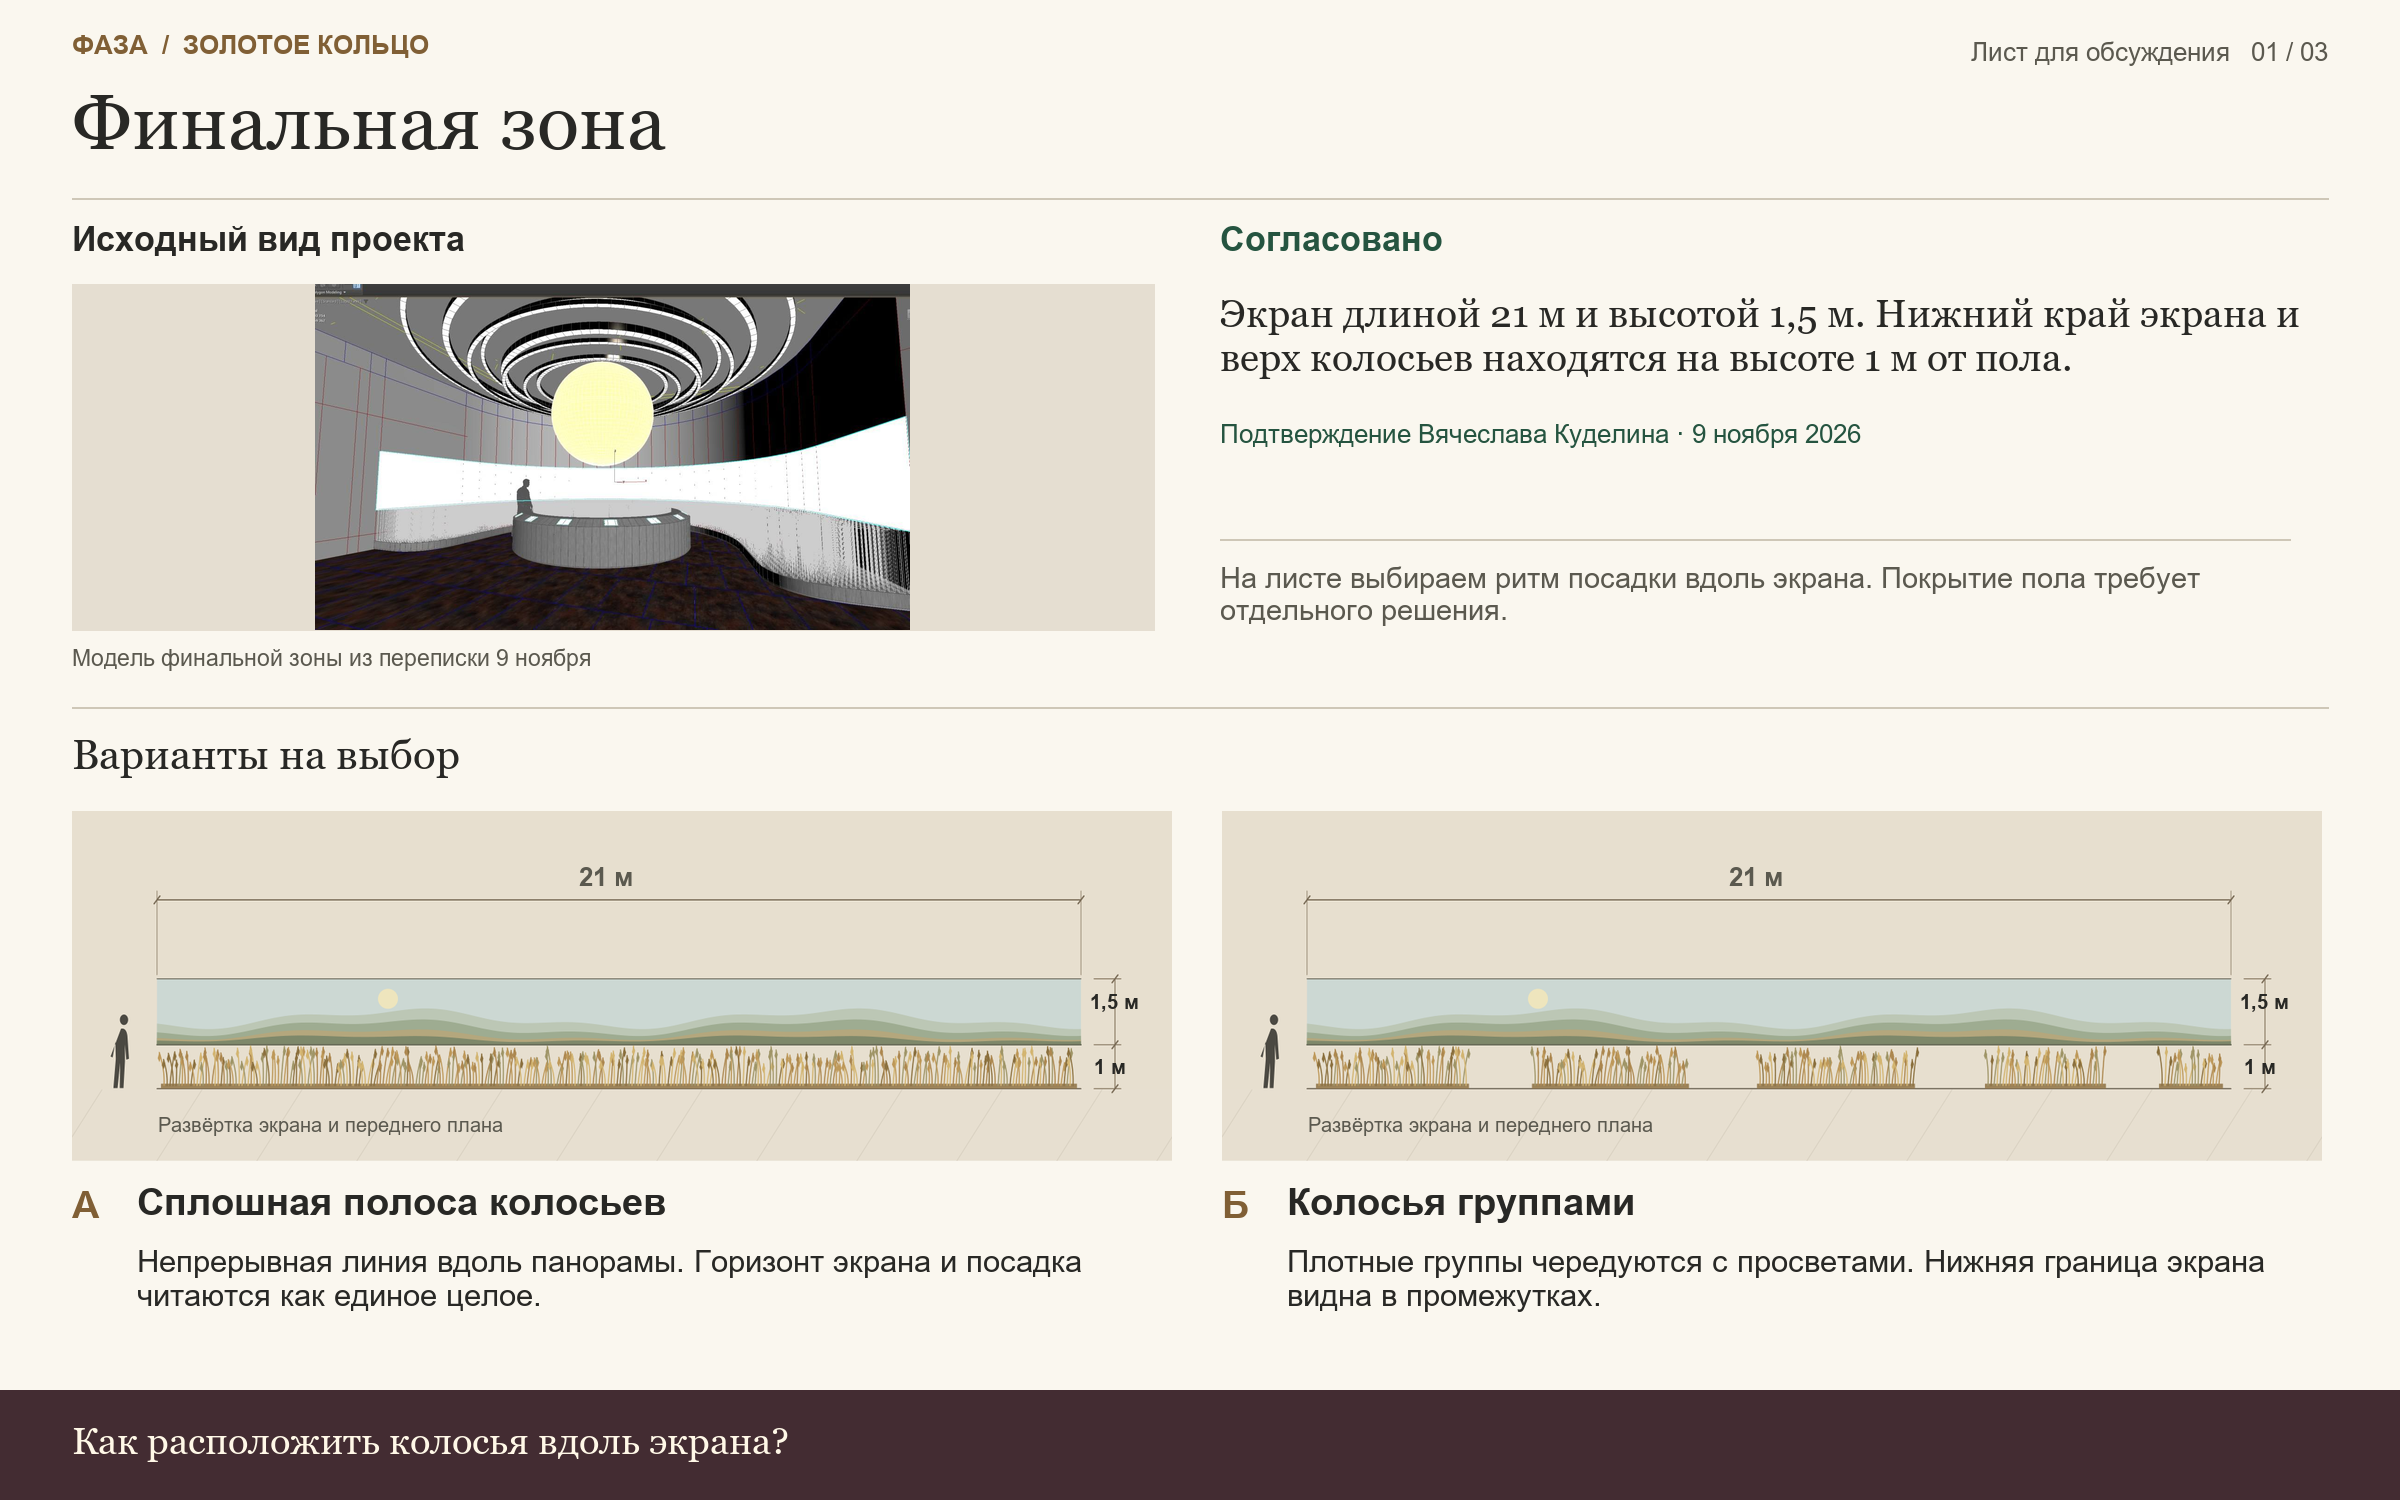 ФАЗА / ЗОЛОТОЕ КОЛЬЦО
Лист для обсуждения 01 / 03
Финальная зона
Исходный вид проекта
Модель финальной зоны из переписки 9 ноября
Согласовано
Экран длиной 21 м и высотой 1,5 м. Нижний край экрана и
верх колосьев находятся на высоте 1 м от пола.
Подтверждение Вячеслава Куделина · 9 ноября 2026
На листе выбираем ритм посадки вдоль экрана. Покрытие пола требует
отдельного решения.
Варианты на выбор
21 м
1,5 м
1 м
Развёртка экрана и переднего плана
А Сплошная полоса колосьев
Непрерывная линия вдоль панорамы. Горизонт экрана и посадка
читаются как единое целое.
21 м
1,5 м
1 м
Развёртка экрана и переднего плана
Б Колосья группами
Плотные группы чередуются с просветами. Нижняя граница экрана
видна в промежутках.
Как расположить колосья вдоль экрана?